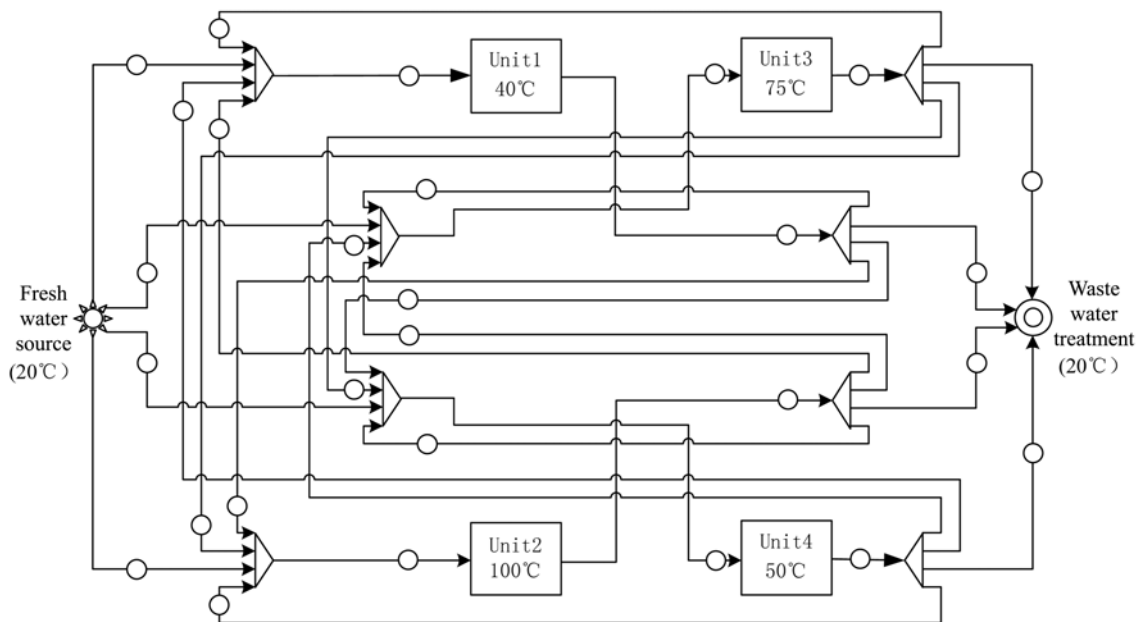 Unit1
40℃
Unit3
75℃
Fresh
water
source
(20℃)
Waste
water
treatment
(20℃)
Unit2
100℃
Unit4
50℃